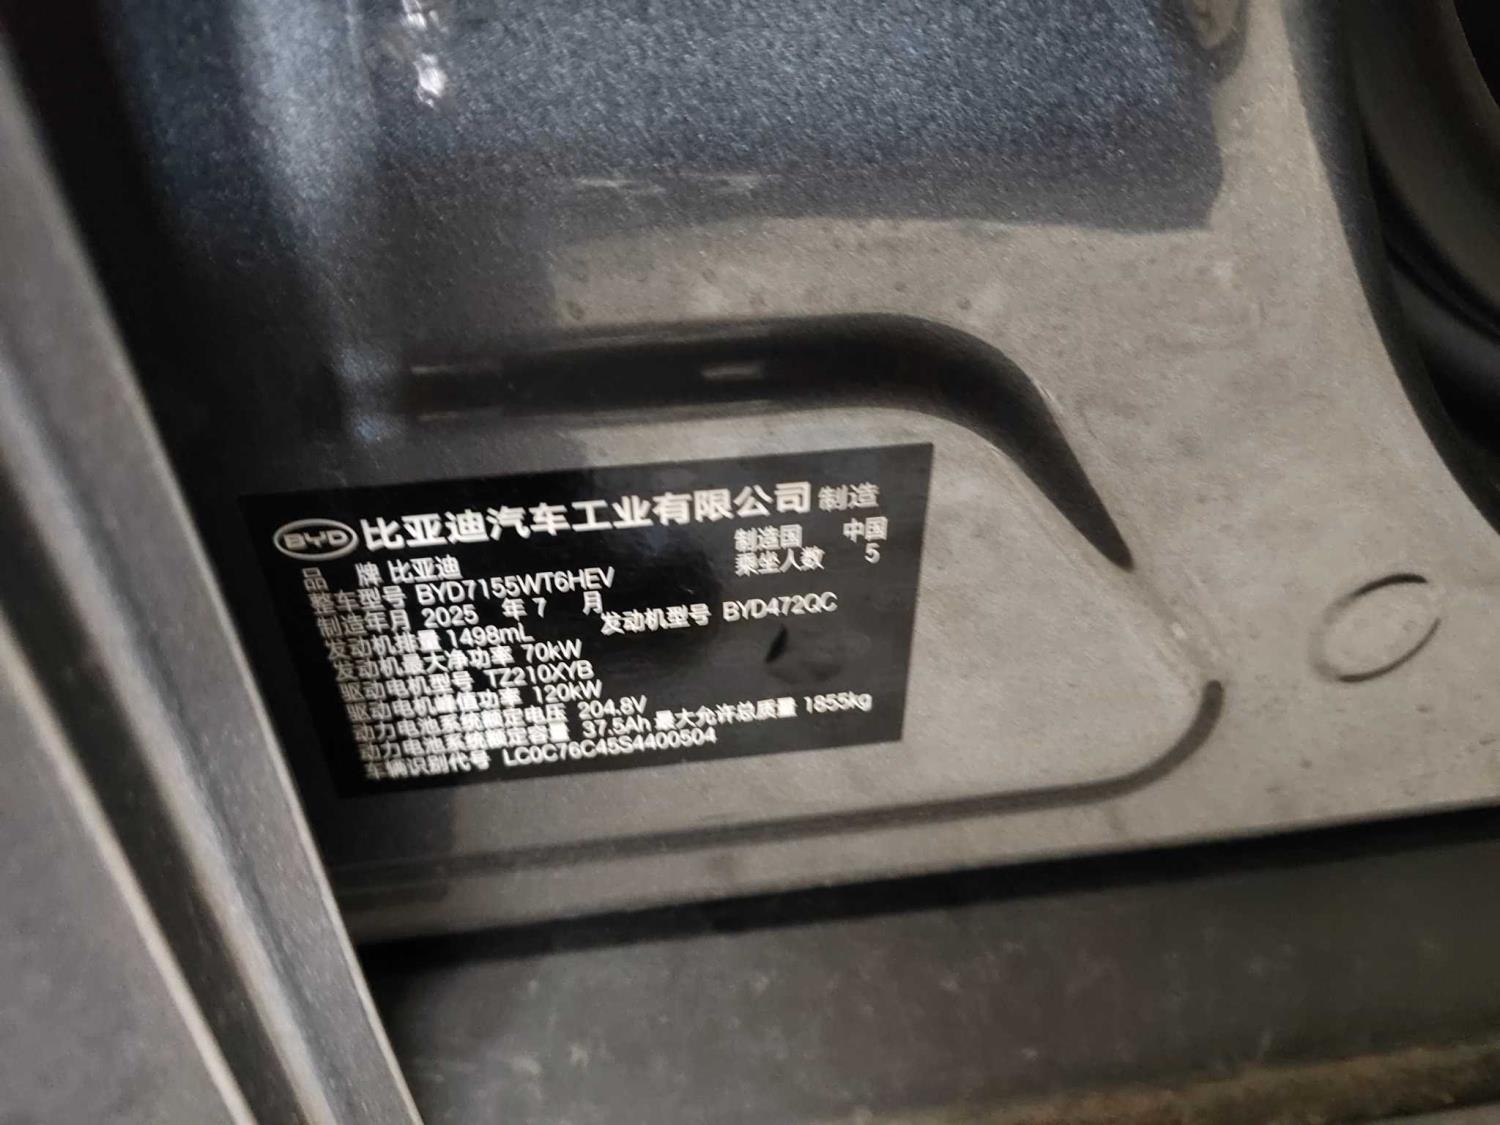 BYD 比亚迪汽车工业有限公司 制造
品 牌 比亚迪 制造国 中国
整车型号 BYD7155WT6HEV 乘坐人数 5
制造年月 2025 年 7 月
发动机排量 1498mL 发动机型号 BYD472QC
发动机最大净功率 70kW
驱动电机型号 TZ210XYB
驱动电机峰值功率 120kW
动力电池系统额定电压 204.8V
动力电池系统额定容量 37.5Ah 最大允许总质量 1855kg
车辆识别代号 LC0C76C45S4400504